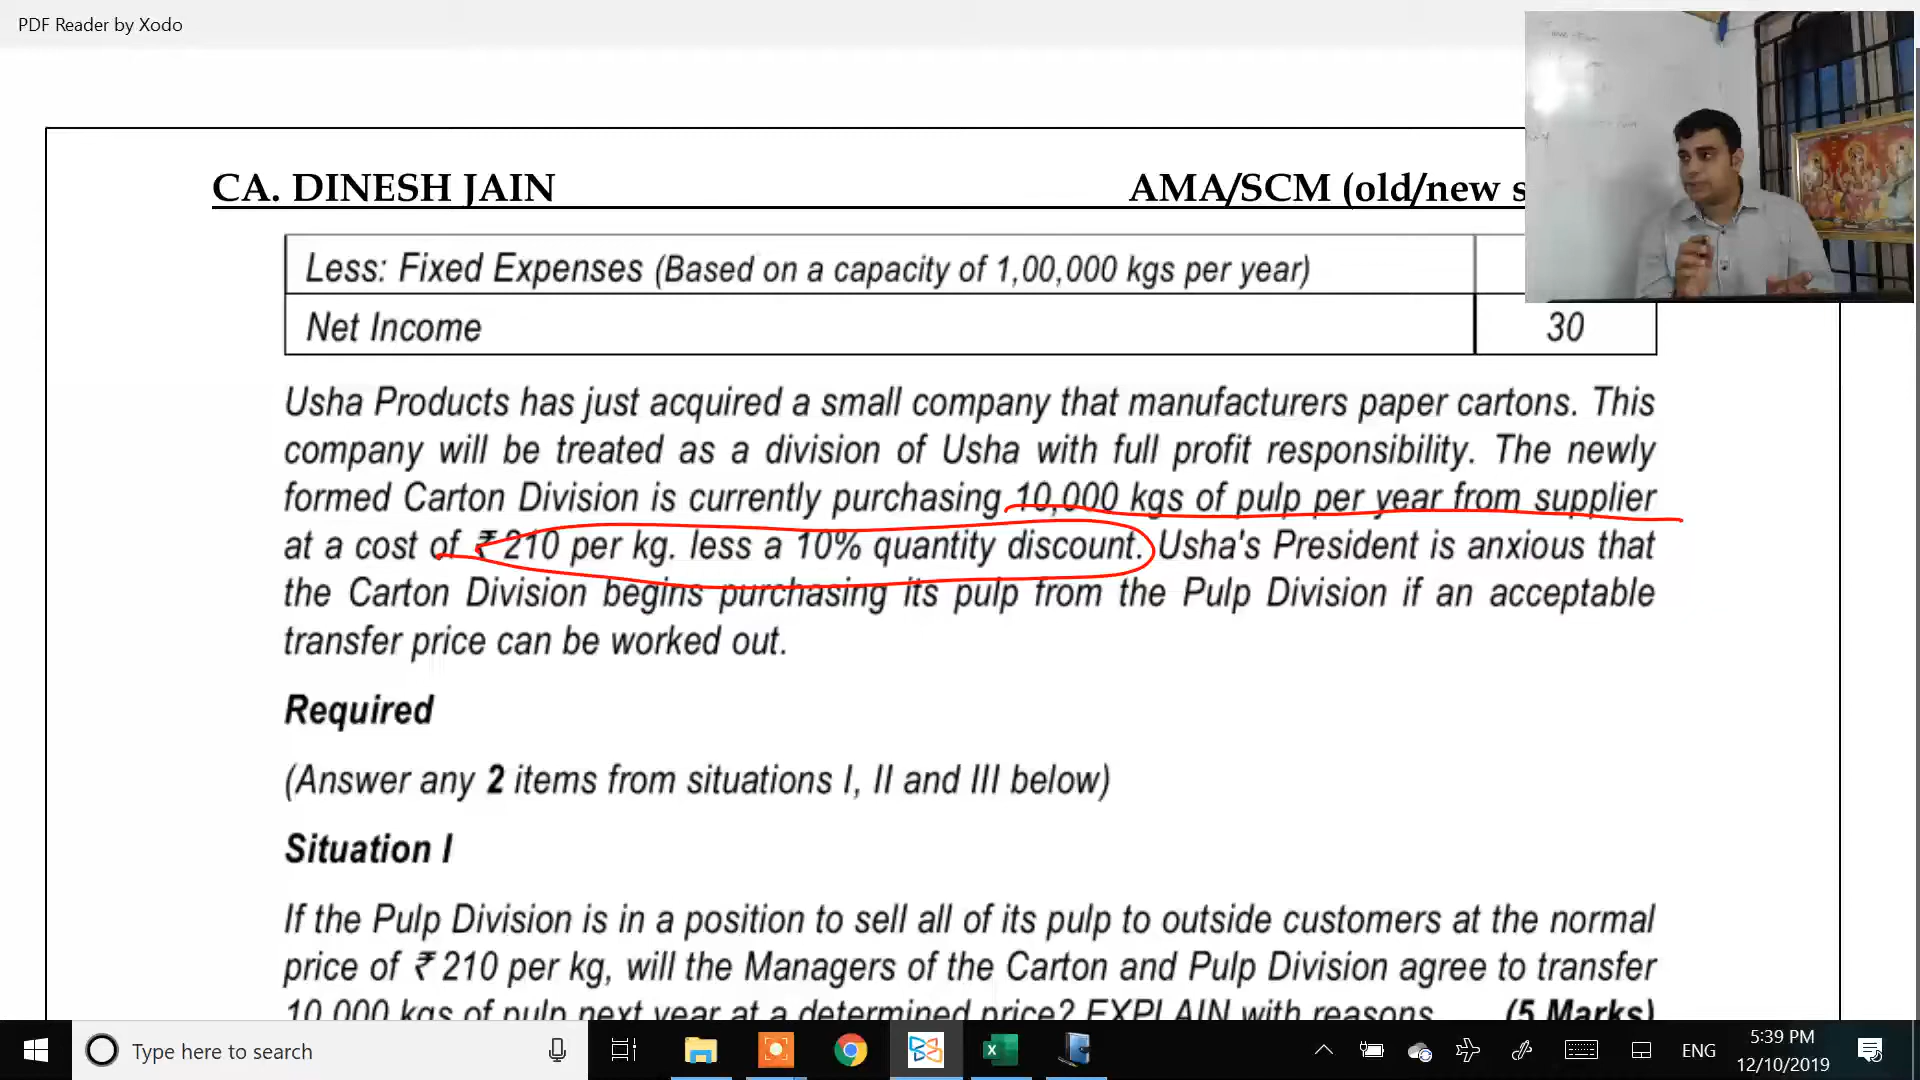 PDF Reader by Xodo
CA. DINESH JAIN
AMA/SCM (old/new s
Less: Fixed Expenses (Based on a capacity of 1,00,000 kgs per year)
Net Income 30
Usha Products has just acquired a small company that manufacturers paper cartons. This
company will be treated as a division of Usha with full profit responsibility. The newly
formed Carton Division is currently purchasing 10,000 kgs of pulp per year from supplier
at a cost of ₹ 210 per kg. less a 10% quantity discount. Usha's President is anxious that
the Carton Division begins purchasing its pulp from the Pulp Division if an acceptable
transfer price can be worked out.
Required
(Answer any 2 items from situations I, II and III below)
Situation I
If the Pulp Division is in a position to sell all of its pulp to outside customers at the normal
price of ₹ 210 per kg, will the Managers of the Carton and Pulp Division agree to transfer
10,000 kgs of pulp next year at a determined price? EXPLAIN with reasons. (5 Marks)
Type here to search
ENG
5:39 PM
12/10/2019